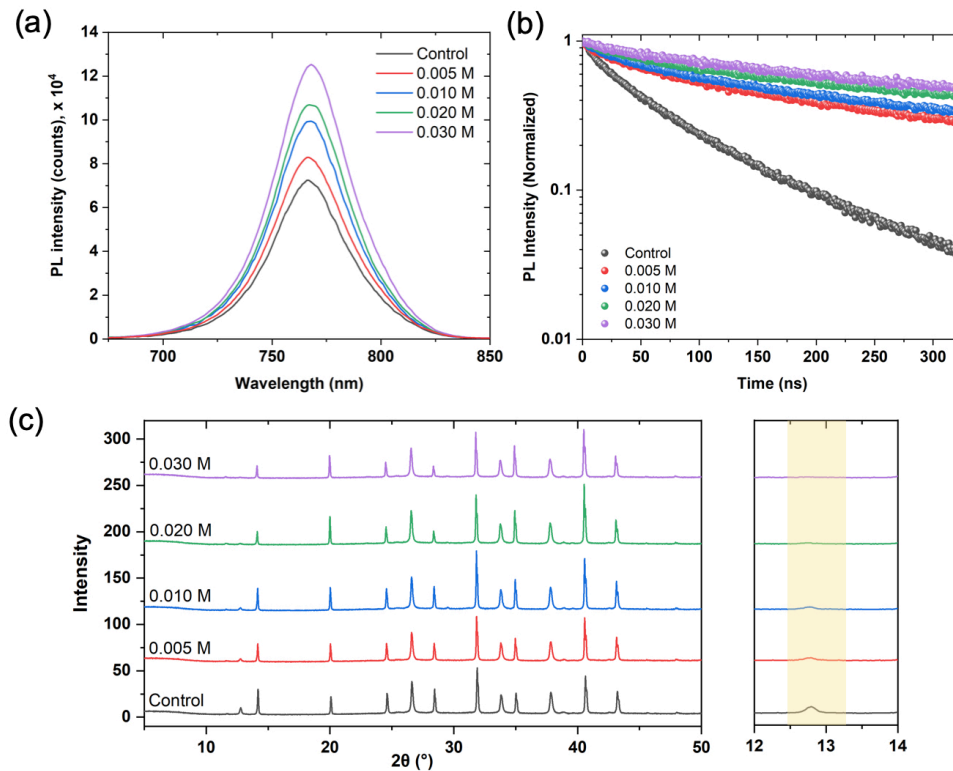 (a)
PL intensity (counts), x 10⁴
14
12
10
8
6
4
2
0
700
750
800
850
Wavelength (nm)
Control
0.005 M
0.010 M
0.020 M
0.030 M
(b)
PL Intensity (Normalized)
1
0.1
0.01
0
50
100
150
200
250
300
Time (ns)
Control
0.005 M
0.010 M
0.020 M
0.030 M
(c)
Intensity
300
250
200
150
100
50
0
0.030 M
0.020 M
0.010 M
0.005 M
Control
10
20
30
40
50
2θ (°)
12
13
14